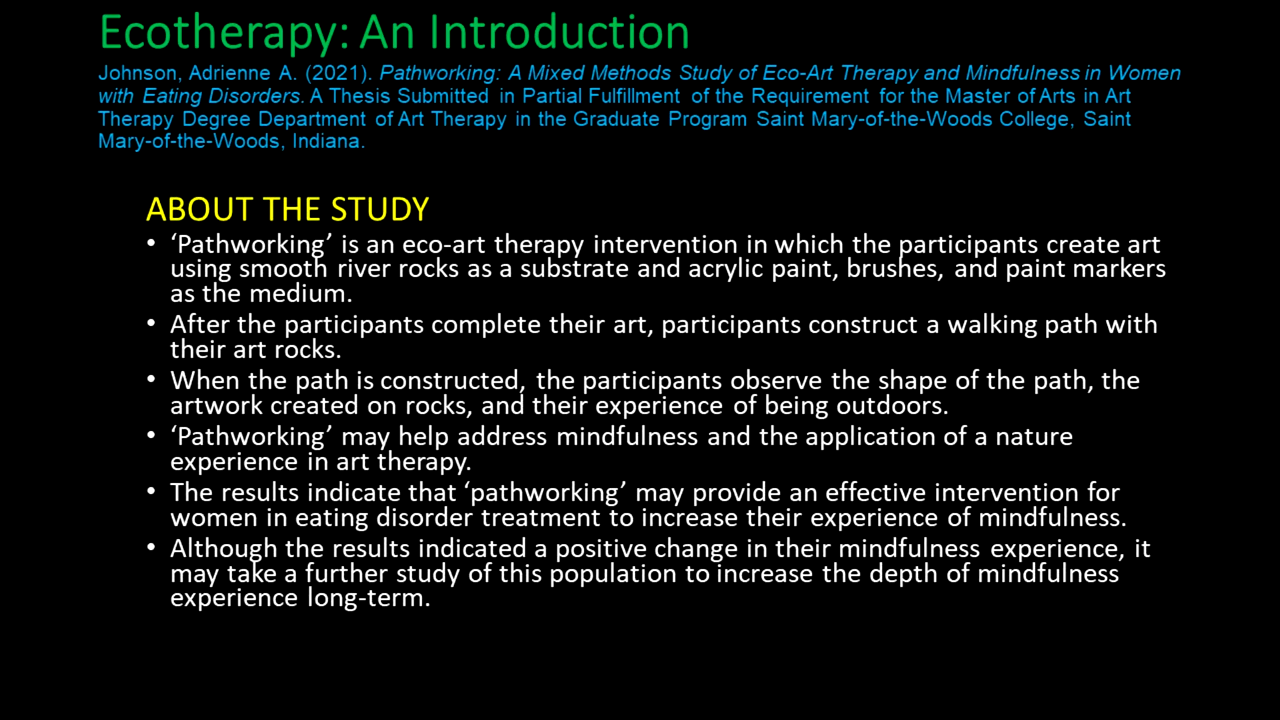 Ecotherapy: An Introduction
Johnson, Adrienne A. (2021). Pathworking: A Mixed Methods Study of Eco-Art Therapy and Mindfulness in Women
with Eating Disorders. A Thesis Submitted in Partial Fulfillment of the Requirement for the Master of Arts in Art
Therapy Degree Department of Art Therapy in the Graduate Program Saint Mary-of-the-Woods College, Saint
Mary-of-the-Woods, Indiana.
ABOUT THE STUDY
• ‘Pathworking’ is an eco-art therapy intervention in which the participants create art
using smooth river rocks as a substrate and acrylic paint, brushes, and paint markers
as the medium.
• After the participants complete their art, participants construct a walking path with
their art rocks.
• When the path is constructed, the participants observe the shape of the path, the
artwork created on rocks, and their experience of being outdoors.
• ‘Pathworking’ may help address mindfulness and the application of a nature
experience in art therapy.
• The results indicate that ‘pathworking’ may provide an effective intervention for
women in eating disorder treatment to increase their experience of mindfulness.
• Although the results indicated a positive change in their mindfulness experience, it
may take a further study of this population to increase the depth of mindfulness
experience long-term.